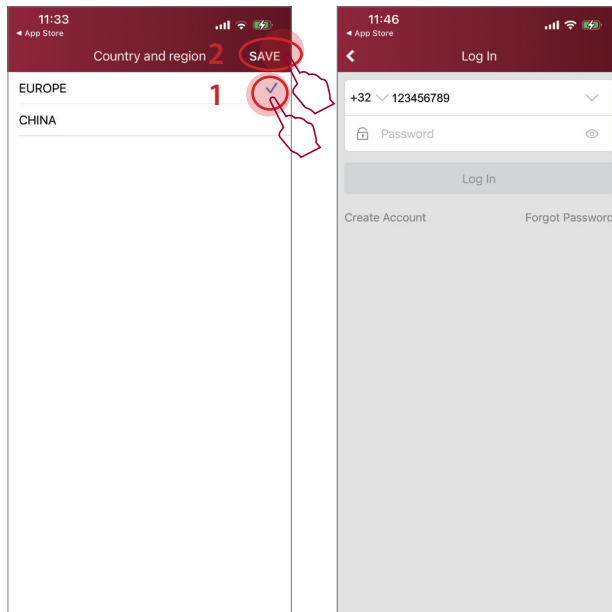 11:33
◀ App Store
Country and region 2 SAVE
EUROPE
1
CHINA
11:46
◀ App Store
Log In
+32 123456789
Password
Log In
Create Account Forgot Password